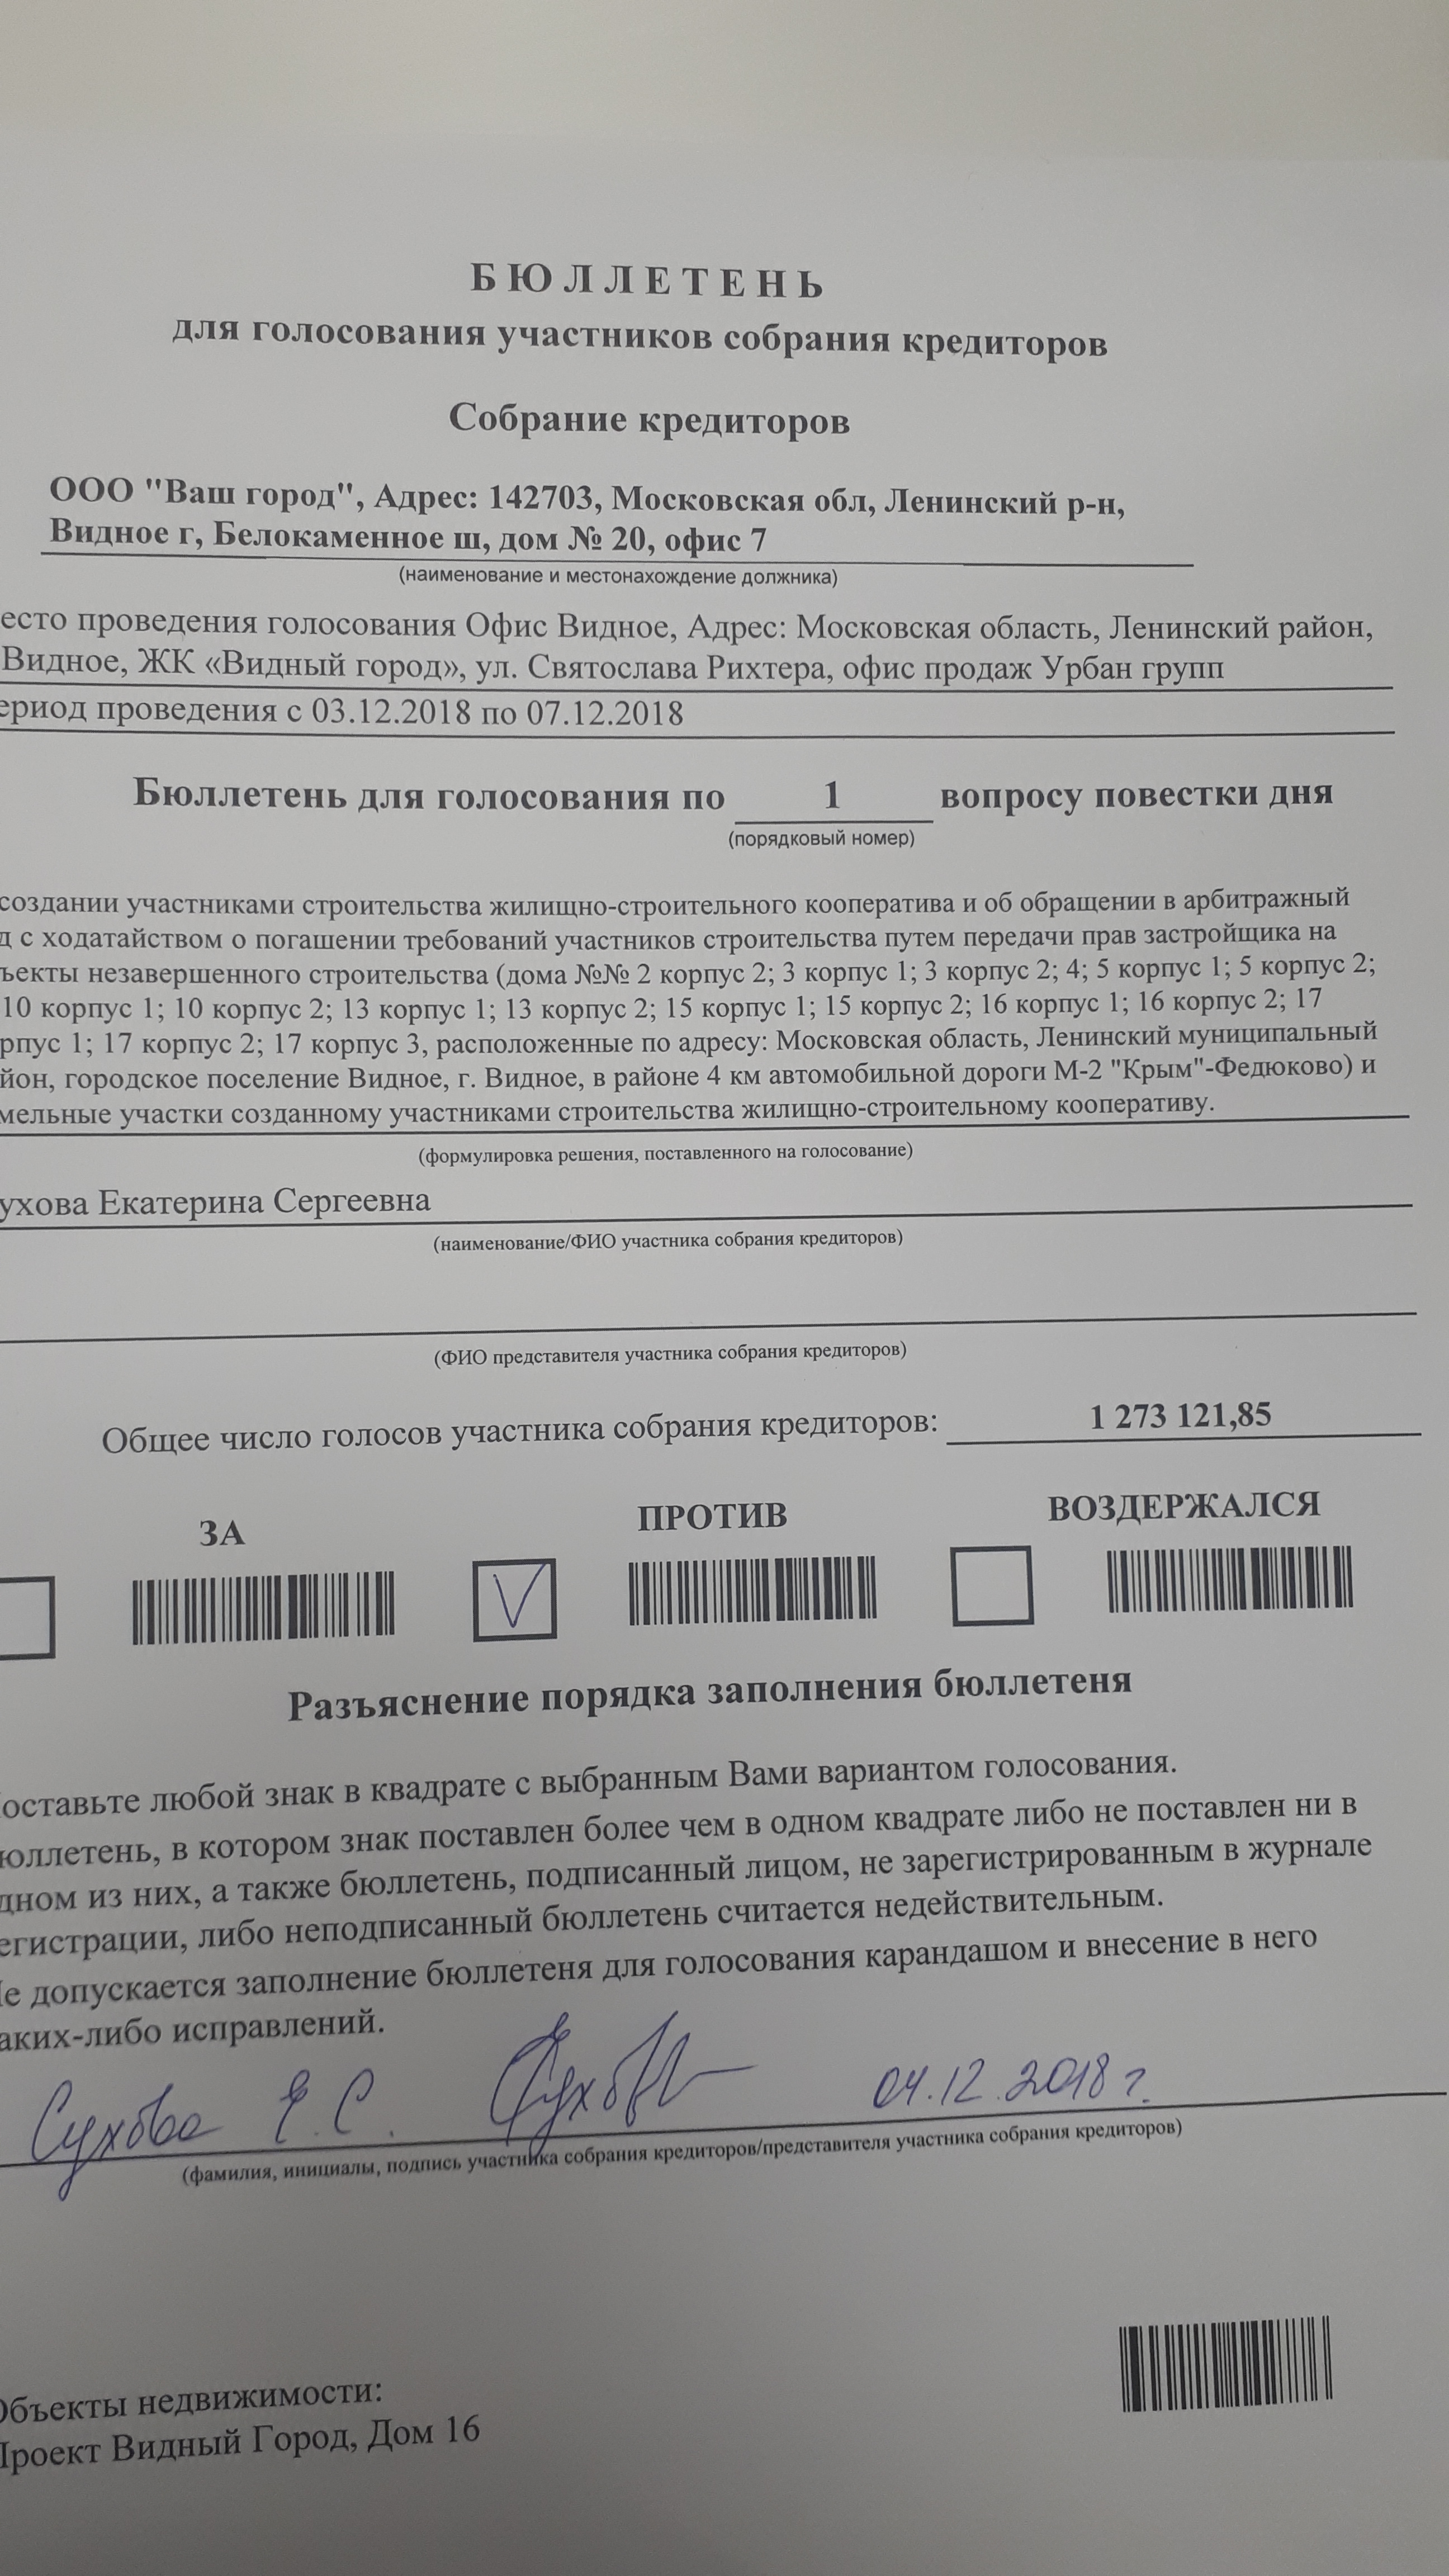 БЮЛЛЕТЕНЬ
для голосования участников собрания кредиторов
Собрание кредиторов
ООО "Ваш город", Адрес: 142703, Московская обл, Ленинский р-н,
Видное г, Белокаменное ш, дом № 20, офис 7
(наименование и местонахождение должника)
есто проведения голосования Офис Видное, Адрес: Московская область, Ленинский район,
Видное, ЖК «Видный город», ул. Святослава Рихтера, офис продаж Урбан групп
ериод проведения с 03.12.2018 по 07.12.2018
Бюллетень для голосования по 1 вопросу повестки дня
(порядковый номер)
создании участниками строительства жилищно-строительного кооператива и об обращении в арбитражный
д с ходатайством о погашении требований участников строительства путем передачи прав застройщика на
ъекты незавершенного строительства (дома №№ 2 корпус 2; 3 корпус 1; 3 корпус 2; 4; 5 корпус 1; 5 корпус 2;
10 корпус 1; 10 корпус 2; 13 корпус 1; 13 корпус 2; 15 корпус 1; 15 корпус 2; 16 корпус 1; 16 корпус 2; 17
рпус 1; 17 корпус 2; 17 корпус 3, расположенные по адресу: Московская область, Ленинский муниципальный
йон, городское поселение Видное, г. Видное, в районе 4 км автомобильной дороги М-2 "Крым"-Федюково) и
мельные участки созданному участниками строительства жилищно-строительному кооперативу.
(формулировка решения, поставленного на голосование)
ухова Екатерина Сергеевна
(наименование/ФИО участника собрания кредиторов)
(ФИО представителя участника собрания кредиторов)
Общее число голосов участника собрания кредиторов: 1 273 121,85
ЗА ПРОТИВ ВОЗДЕРЖАЛСЯ
Разъяснение порядка заполнения бюллетеня
оставьте любой знак в квадрате с выбранным Вами вариантом голосования.
юллетень, в котором знак поставлен более чем в одном квадрате либо не поставлен ни в
дном из них, а также бюллетень, подписанный лицом, не зарегистрированным в журнале
егистрации, либо неподписанный бюллетень считается недействительным.
е допускается заполнение бюллетеня для голосования карандашом и внесение в него
аких-либо исправлений.
Сухова Е. С. 04.12.2018 г.
(фамилия, инициалы, подпись участника собрания кредиторов/представителя участника собрания кредиторов)
Объекты недвижимости:
Проект Видный Город, Дом 16